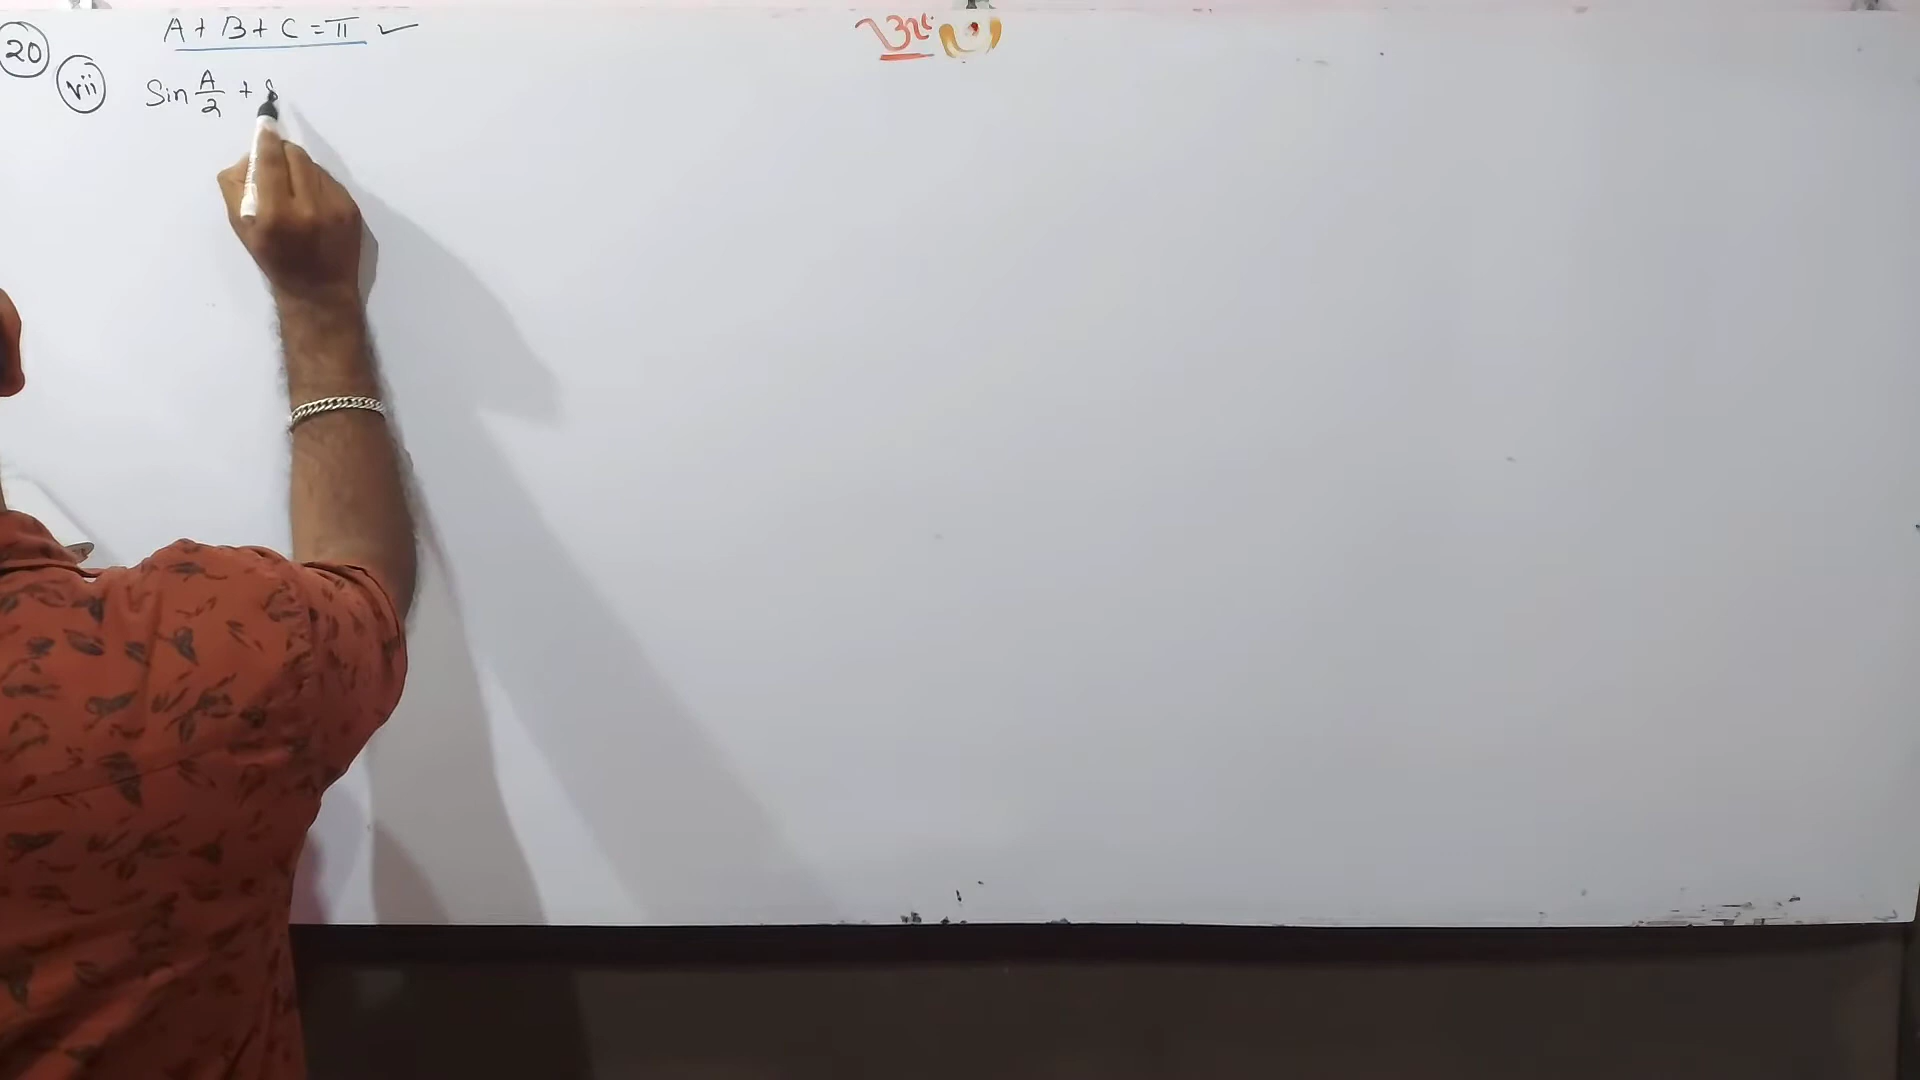 A + B + C = π ✓
20
vii Sin A/2 + S